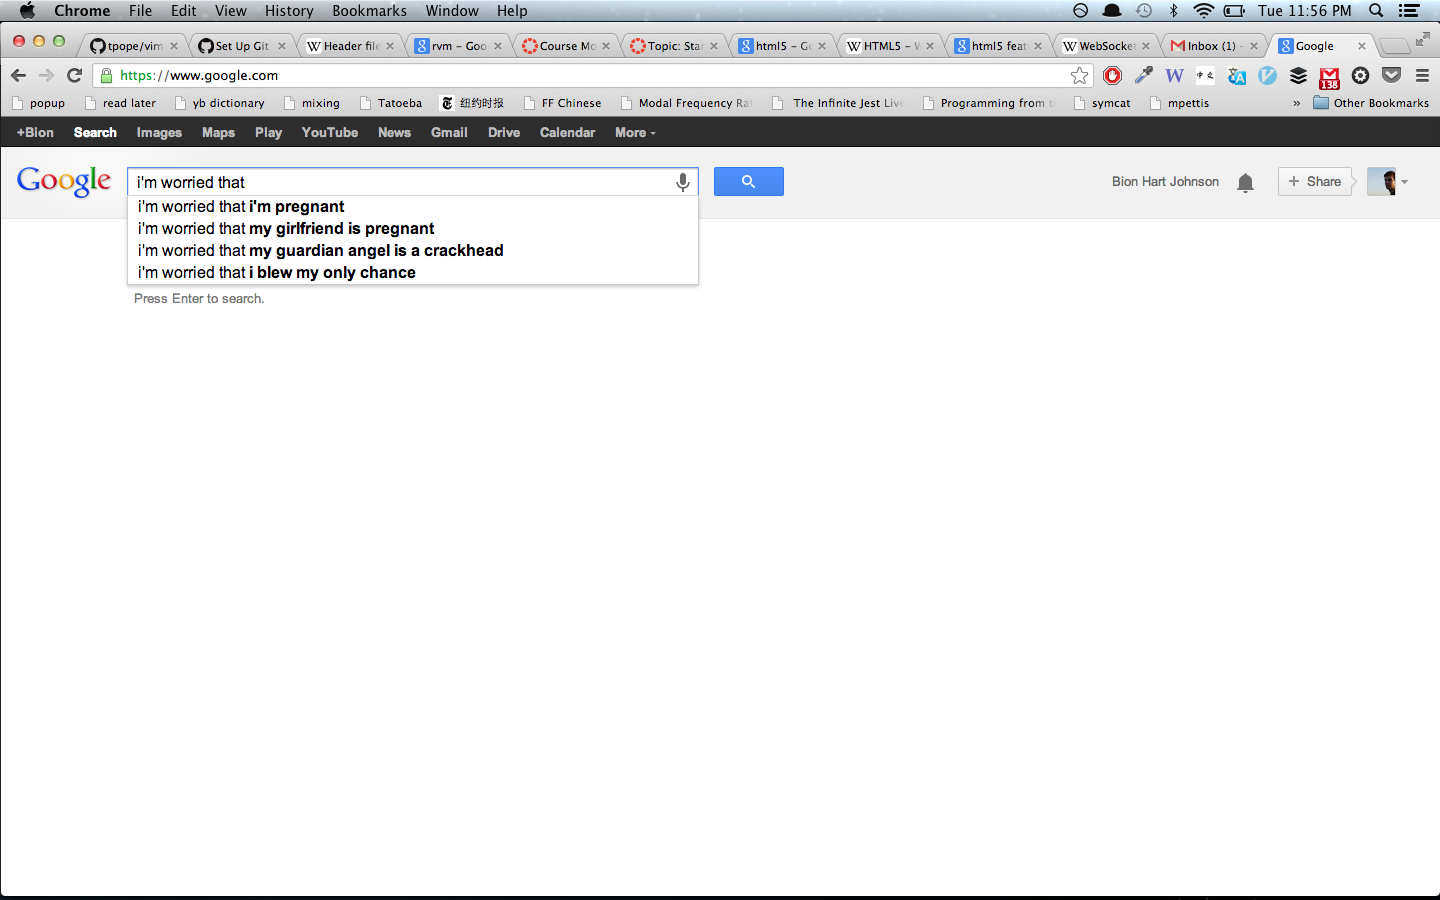 Chrome File Edit View History Bookmarks Window Help Tue 11:56 PM
tpope/vim Set Up Git Header file rvm - Goo Course Mo Topic: Star html5 - Go HTML5 - W html5 feat WebSocket Inbox (1) - Google
https://www.google.com
138
popup read later yb dictionary mixing Tatoeba 纽约时报 FF Chinese Modal Frequency Ra The Infinite Jest Live Programming from t symcat mpettis » Other Bookmarks
+Bion Search Images Maps Play YouTube News Gmail Drive Calendar More
Google i'm worried that Bion Hart Johnson + Share
i'm worried that i'm pregnant
i'm worried that my girlfriend is pregnant
i'm worried that my guardian angel is a crackhead
i'm worried that i blew my only chance
Press Enter to search.